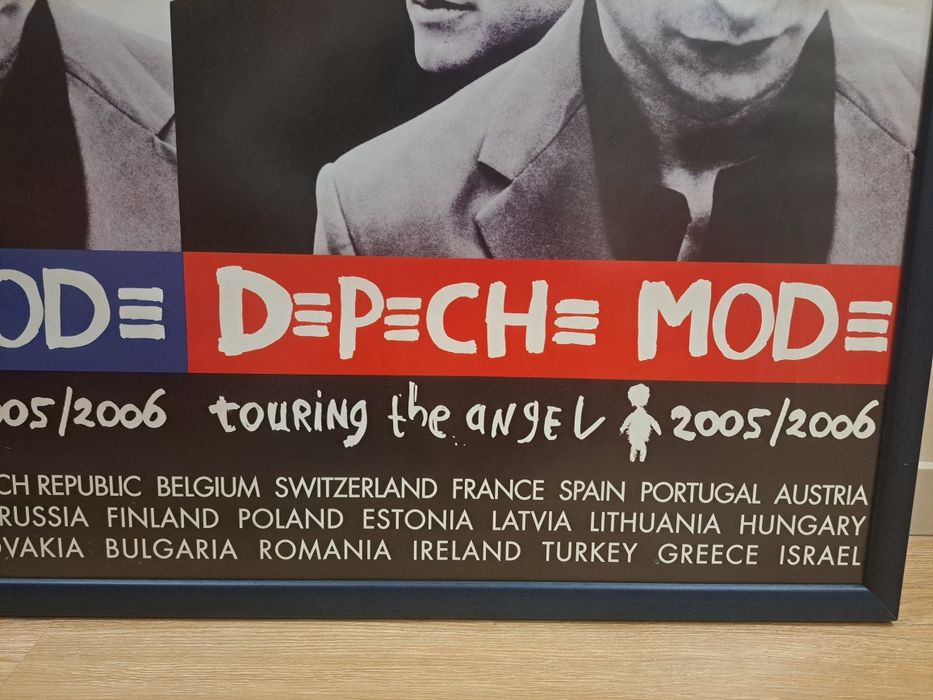 ODE DEPECHE MODE
005/2006 touring the angel 2005/2006
CH REPUBLIC BELGIUM SWITZERLAND FRANCE SPAIN PORTUGAL AUSTRIA
RUSSIA FINLAND POLAND ESTONIA LATVIA LITHUANIA HUNGARY
OVAKIA BULGARIA ROMANIA IRELAND TURKEY GREECE ISRAEL